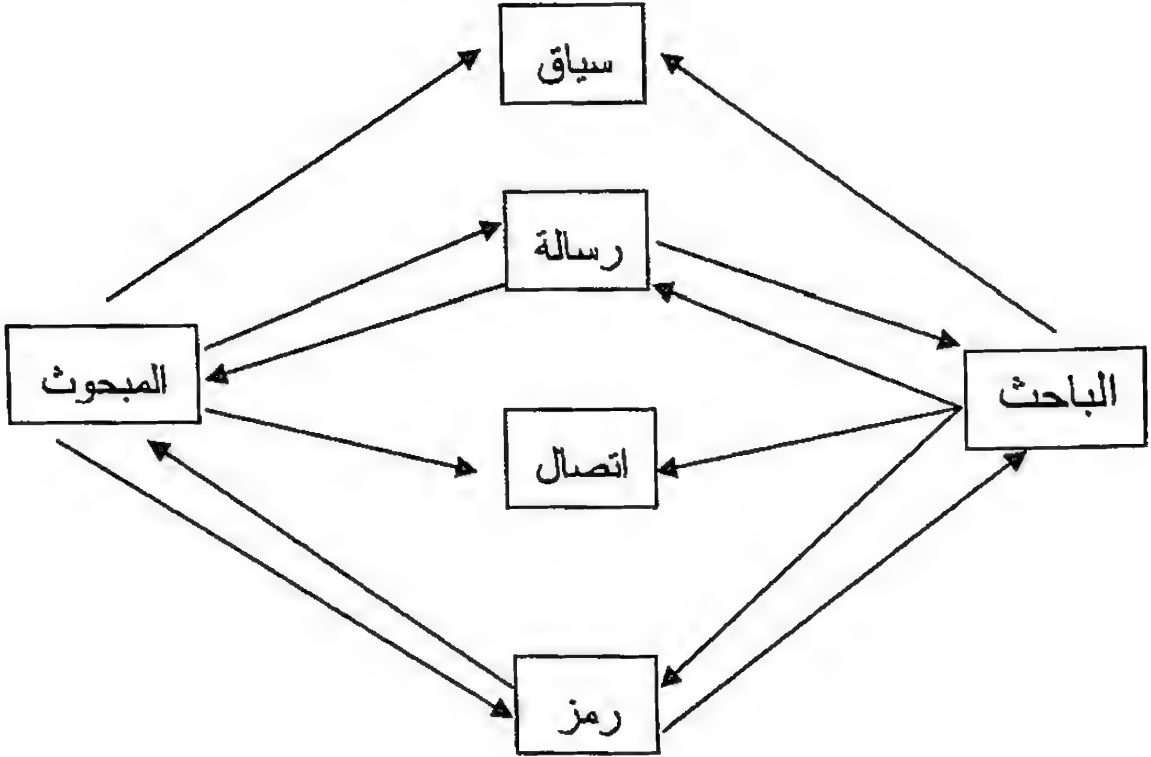 سياق
رسالة
الباحث
المبحوث
اتصال
رمز